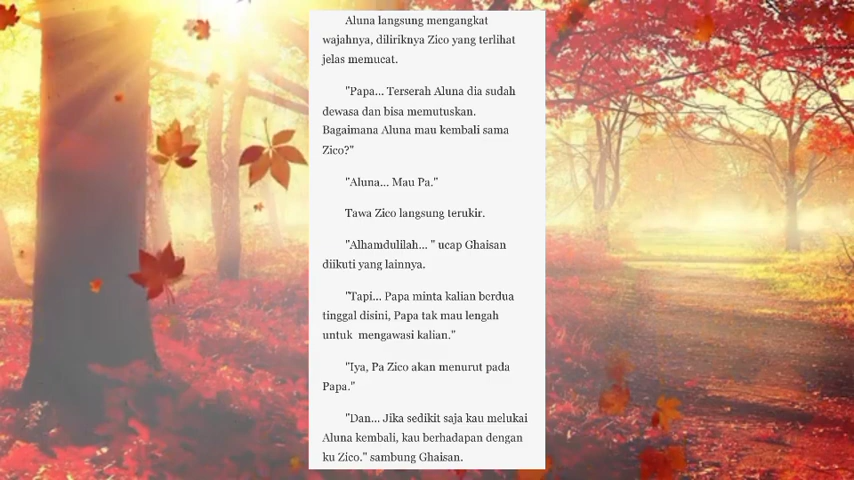 Aluna langsung mengangkat
wajahnya, diliriknya Zico yang terlihat
jelas memucat.
"Papa... Terserah Aluna dia sudah
dewasa dan bisa memutuskan.
Bagaimana Aluna mau kembali sama
Zico?"
"Aluna... Mau Pa."
Tawa Zico langsung terukir.
"Alhamdulilah... " ucap Ghaisan
diikuti yang lainnya.
"Tapi... Papa minta kalian berdua
tinggal disini, Papa tak mau lengah
untuk mengawasi kalian."
"Iya, Pa Zico akan menurut pada
Papa."
"Dan... Jika sedikit saja kau melukai
Aluna kembali, kau berhadapan dengan
ku Zico." sambung Ghaisan.